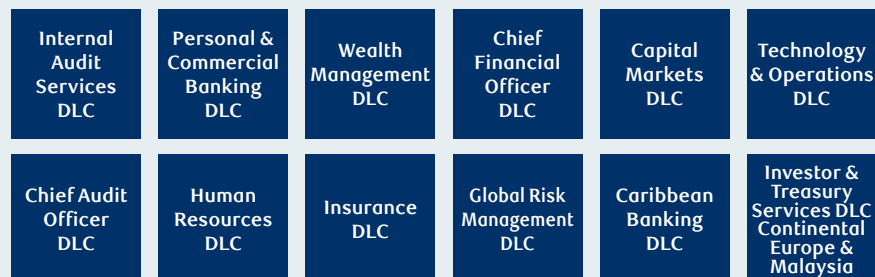 Internal
Audit
Services
DLC
Personal &
Commercial
Banking
DLC
Wealth
Management
DLC
Chief
Financial
Officer
DLC
Capital
Markets
DLC
Technology
& Operations
DLC
Chief Audit
Officer
DLC
Human
Resources
DLC
Insurance
DLC
Global Risk
Management
DLC
Caribbean
Banking
DLC
Investor &
Treasury
Services DLC
Continental
Europe &
Malaysia